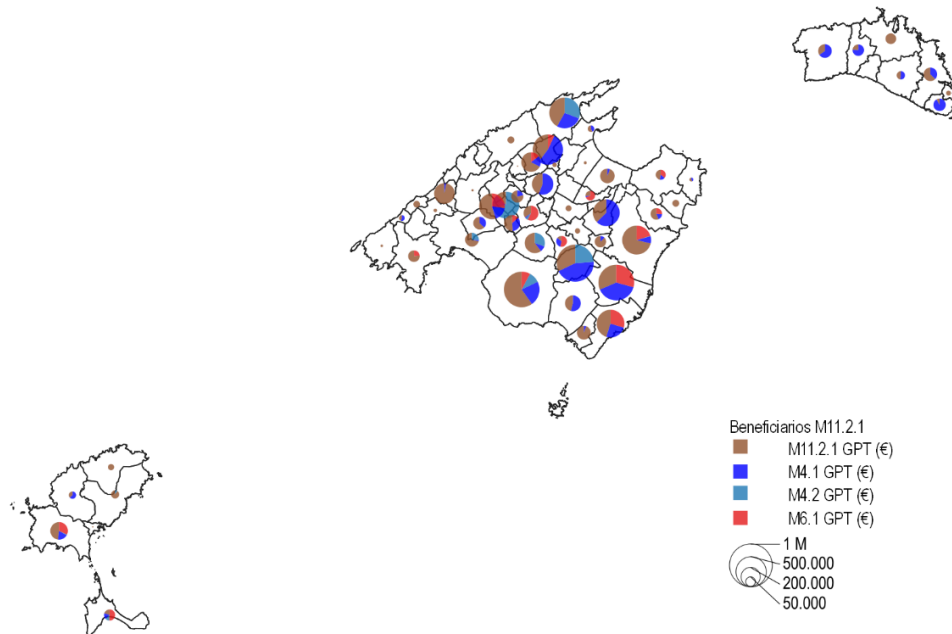 Beneficiarios M11.2.1
M11.2.1 GPT (€)
M4.1 GPT (€)
M4.2 GPT (€)
M6.1 GPT (€)
1 M
500.000
200.000
50.000